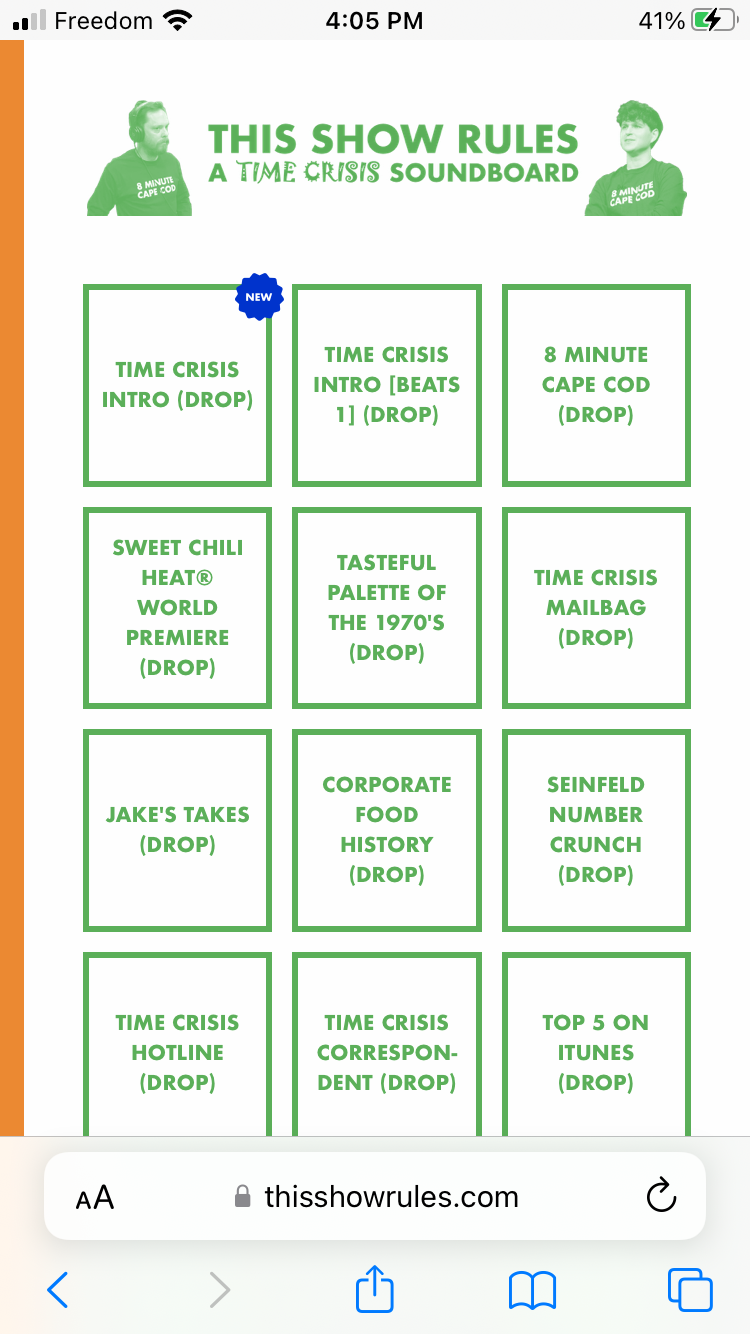 Freedom 4:05 PM 41%
THIS SHOW RULES
A TIME CRISIS SOUNDBOARD
8 MINUTE
CAPE COD
8 MINUTE
CAPE COD
NEW
TIME CRISIS
INTRO (DROP)
TIME CRISIS
INTRO [BEATS
1] (DROP)
8 MINUTE
CAPE COD
(DROP)
SWEET CHILI
HEAT®
WORLD
PREMIERE
(DROP)
TASTEFUL
PALETTE OF
THE 1970'S
(DROP)
TIME CRISIS
MAILBAG
(DROP)
JAKE'S TAKES
(DROP)
CORPORATE
FOOD
HISTORY
(DROP)
SEINFELD
NUMBER
CRUNCH
(DROP)
TIME CRISIS
HOTLINE
(DROP)
TIME CRISIS
CORRESPON-
DENT (DROP)
TOP 5 ON
ITUNES
(DROP)
AA thisshowrules.com